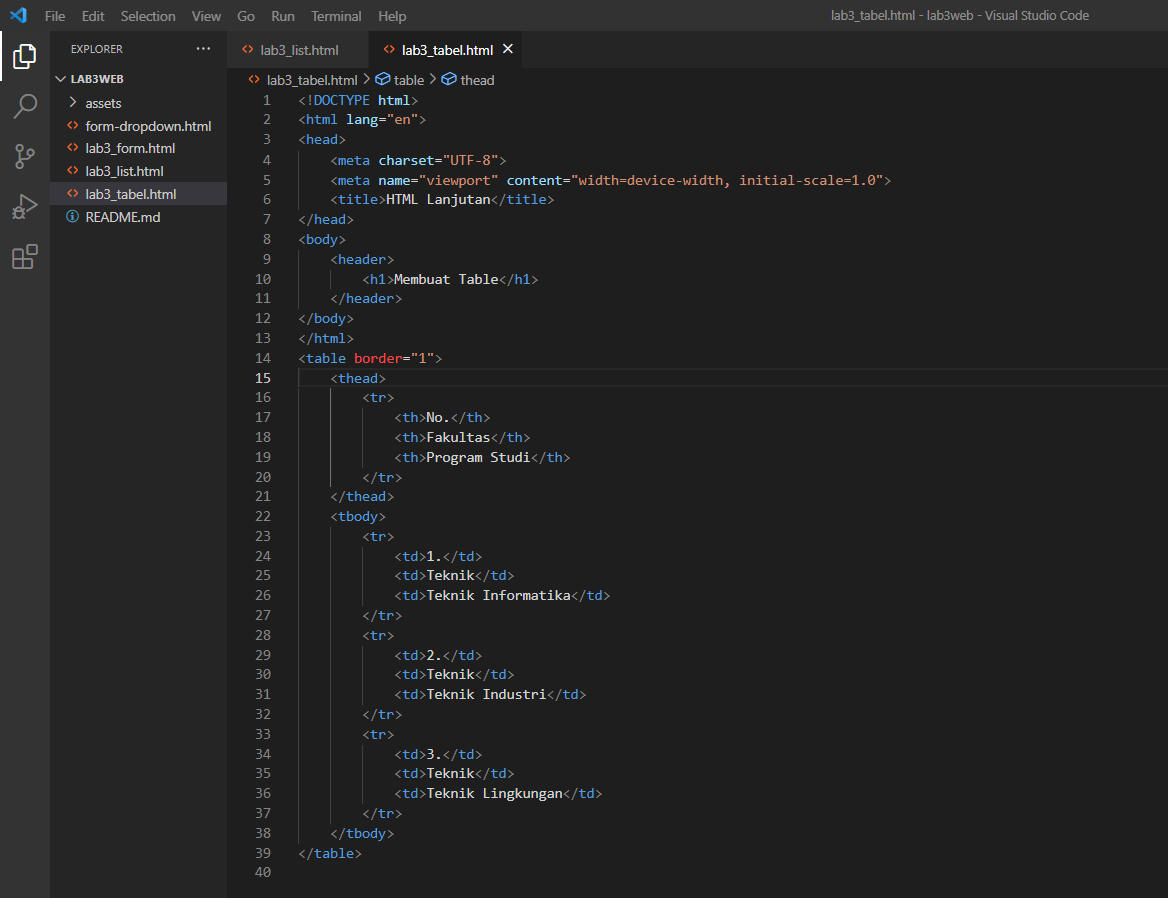 File Edit Selection View Go Run Terminal Help
lab3_tabel.html - lab3web - Visual Studio Code
EXPLORER
LAB3WEB
assets
form-dropdown.html
lab3_form.html
lab3_list.html
lab3_tabel.html
README.md
lab3_list.html lab3_tabel.html
lab3_tabel.html > table > thead
1 <!DOCTYPE html>
2 <html lang="en">
3 <head>
4     <meta charset="UTF-8">
5     <meta name="viewport" content="width=device-width, initial-scale=1.0">
6     <title>HTML Lanjutan</title>
7 </head>
8 <body>
9     <header>
10         <h1>Membuat Table</h1>
11     </header>
12 </body>
13 </html>
14 <table border="1">
15     <thead>
16         <tr>
17             <th>No.</th>
18             <th>Fakultas</th>
19             <th>Program Studi</th>
20         </tr>
21     </thead>
22     <tbody>
23         <tr>
24             <td>1.</td>
25             <td>Teknik</td>
26             <td>Teknik Informatika</td>
27         </tr>
28         <tr>
29             <td>2.</td>
30             <td>Teknik</td>
31             <td>Teknik Industri</td>
32         </tr>
33         <tr>
34             <td>3.</td>
35             <td>Teknik</td>
36             <td>Teknik Lingkungan</td>
37         </tr>
38     </tbody>
39 </table>
40